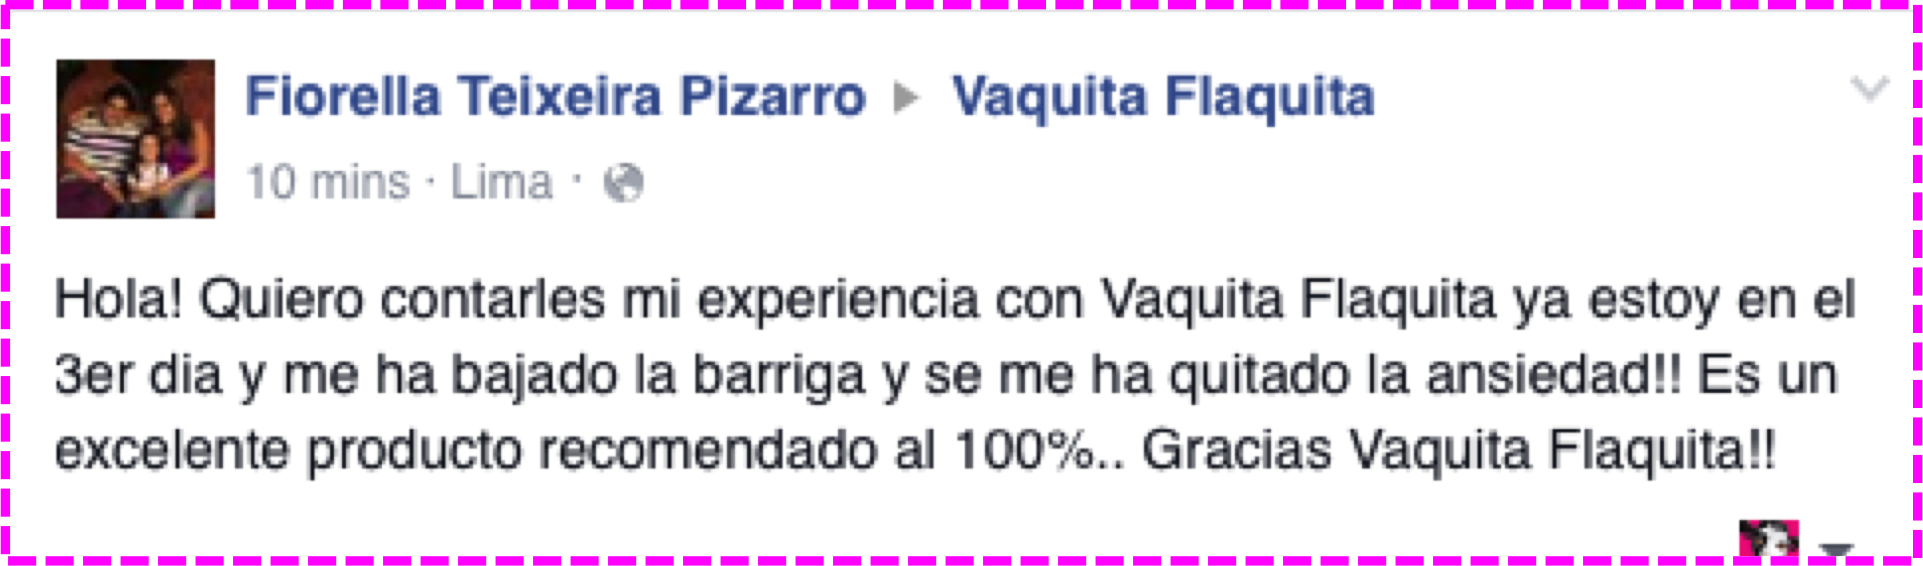 Fiorella Teixeira Pizarro ▶ Vaquita Flaquita
10 mins · Lima ·
Hola! Quiero contarles mi experiencia con Vaquita Flaquita ya estoy en el
3er dia y me ha bajado la barriga y se me ha quitado la ansiedad!! Es un
excelente producto recomendado al 100%.. Gracias Vaquita Flaquita!!